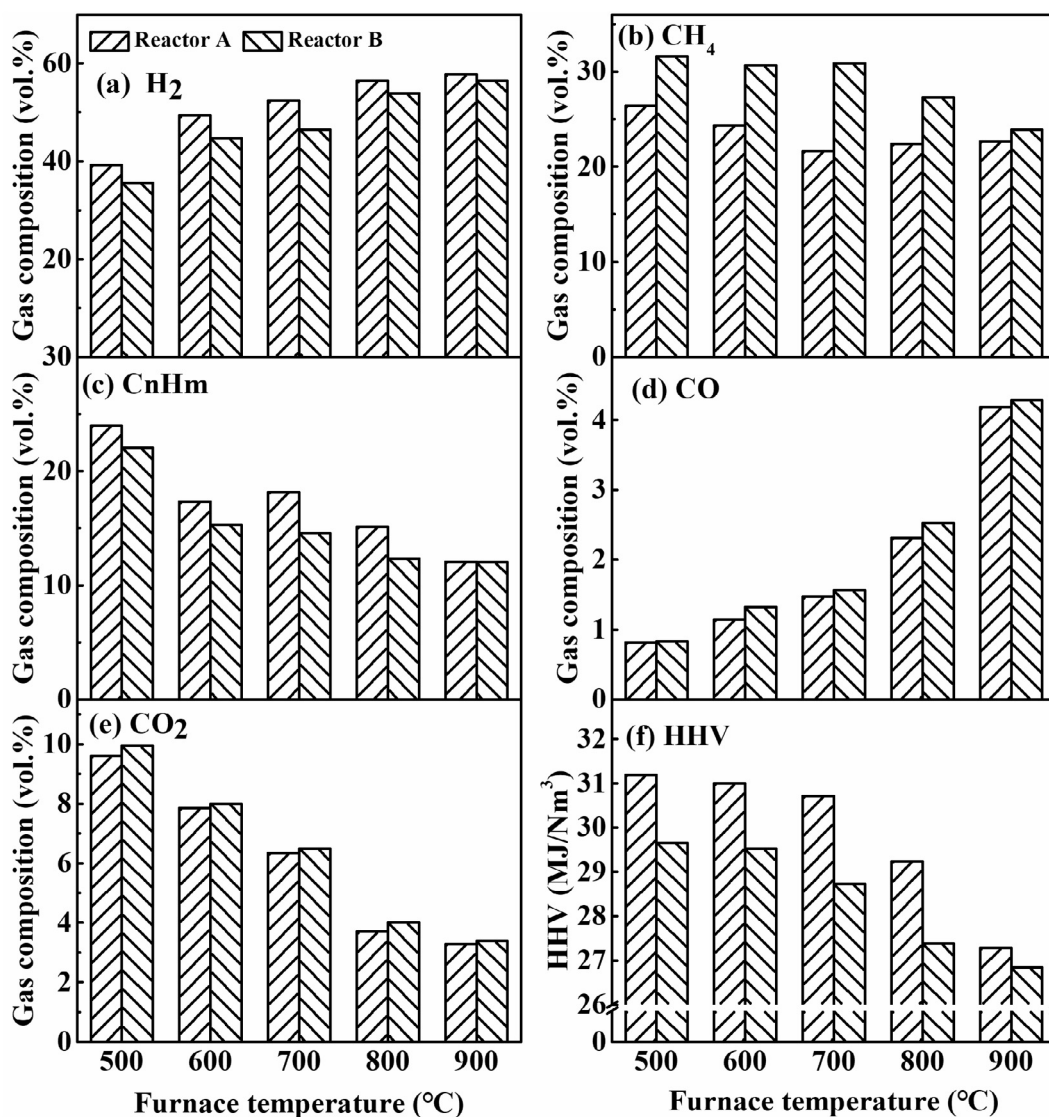 Reactor A Reactor B
(a) H2
Gas composition (vol.%)
60
40
20
30
(b) CH4
Gas composition (vol.%)
30
20
10
0
(c) CnHm
Gas composition (vol.%)
20
10
0
(d) CO
Gas composition (vol.%)
4
3
2
1
0
(e) CO2
Gas composition (vol.%)
10
8
6
4
2
0
500 600 700 800 900
Furnace temperature (°C)
(f) HHV
HHV (MJ/Nm3)
32
31
30
29
28
27
26
0
500 600 700 800 900
Furnace temperature (°C)